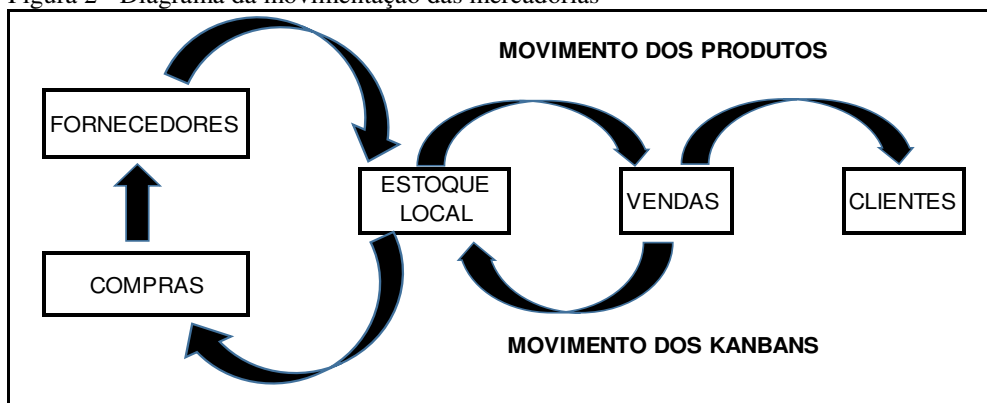 Figura 2 - Diagrama da movimentação das mercadorias
MOVIMENTO DOS PRODUTOS
FORNECEDORES
ESTOQUE
LOCAL
VENDAS
CLIENTES
COMPRAS
MOVIMENTO DOS KANBANS